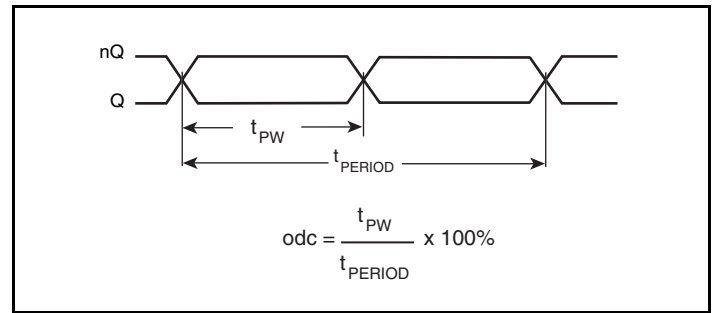 nQ
Q
tPW
tPERIOD
odc = tPW / tPERIOD x 100%